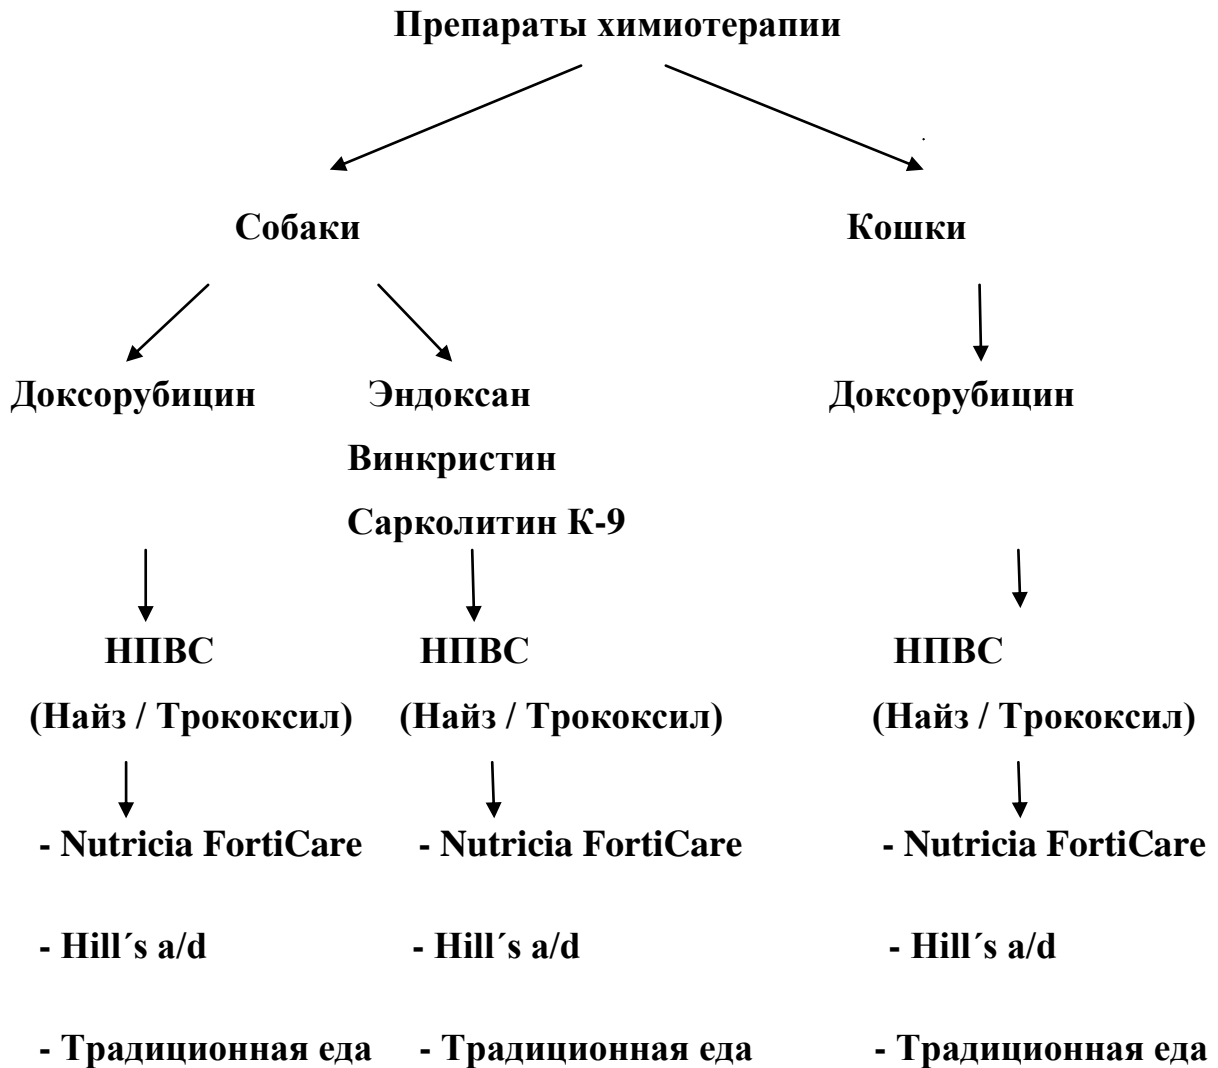 Препараты химиотерапии
Собаки Кошки
Доксорубицин Эндоксан Доксорубицин
Винкристин
Сарколитин К-9
НПВС НПВС НПВС
(Найз / Трококсил) (Найз / Трококсил) (Найз / Трококсил)
- Nutricia FortiCare - Nutricia FortiCare - Nutricia FortiCare
- Hill´s a/d - Hill´s a/d - Hill´s a/d
- Традиционная еда - Традиционная еда - Традиционная еда